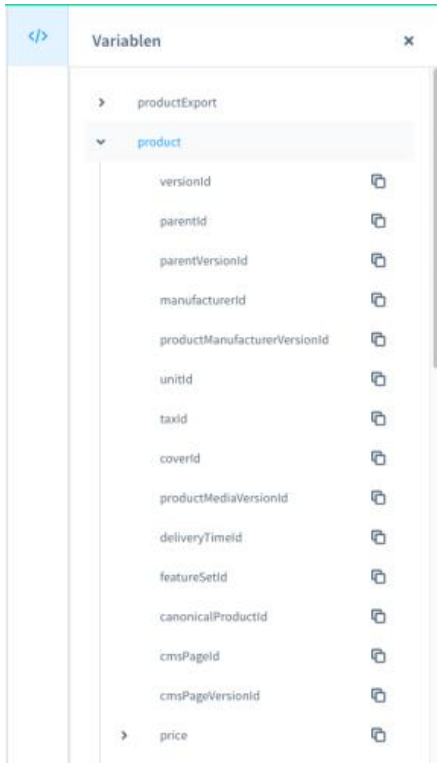 </>
Variablen
productExport
product
versionId
parentId
parentVersionId
manufacturerId
productManufacturerVersionId
unitId
taxId
coverId
productMediaVersionId
deliveryTimeId
featureSetId
canonicalProductId
cmsPageId
cmsPageVersionId
price